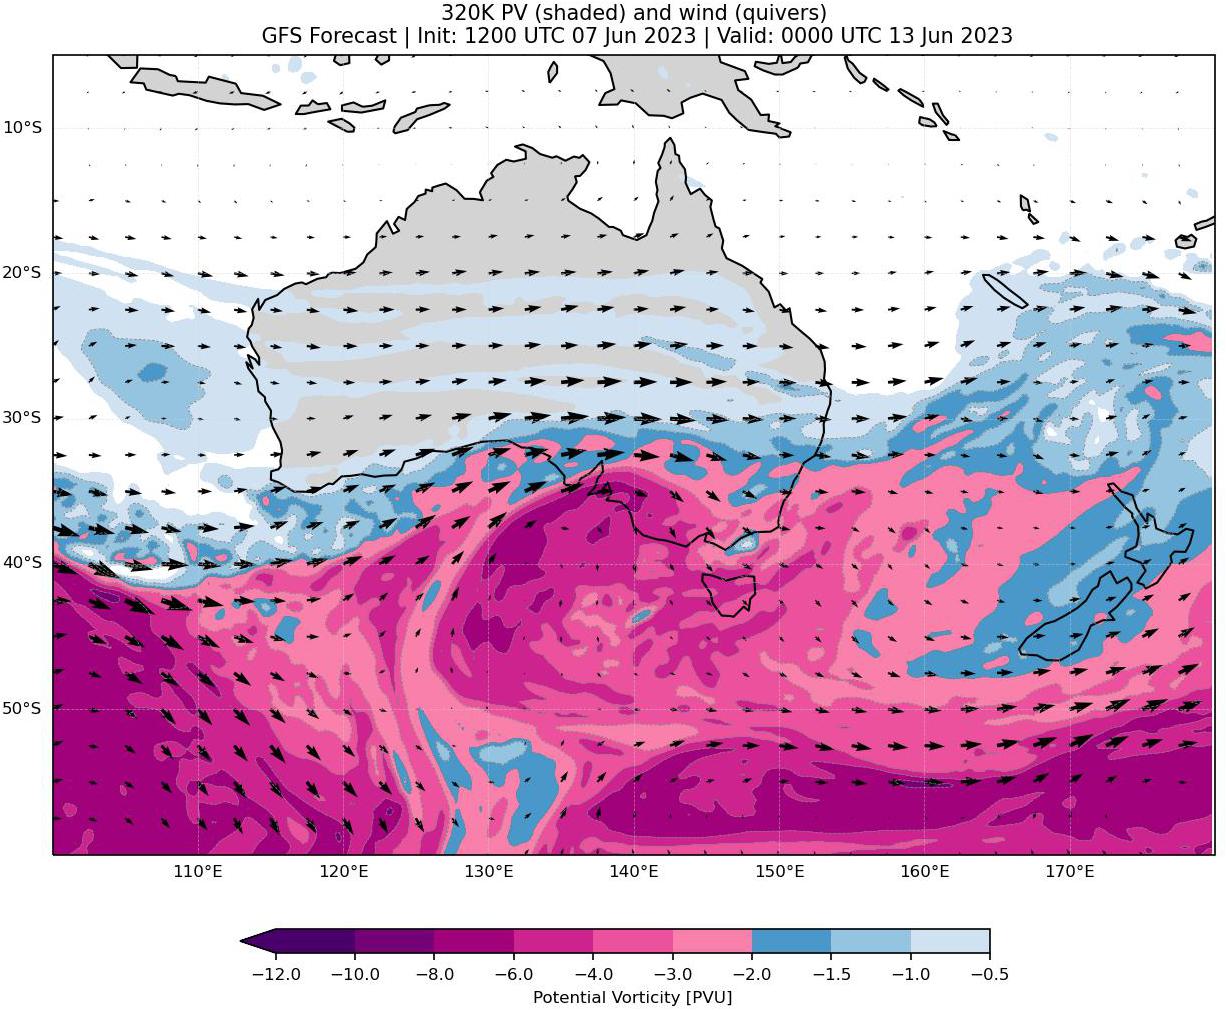 320K PV (shaded) and wind (quivers)
GFS Forecast | Init: 1200 UTC 07 Jun 2023 | Valid: 0000 UTC 13 Jun 2023
10°S
20°S
30°S
40°S
50°S
110°E 120°E 130°E 140°E 150°E 160°E 170°E
−12.0 −10.0 −8.0 −6.0 −4.0 −3.0 −2.0 −1.5 −1.0 −0.5
Potential Vorticity [PVU]